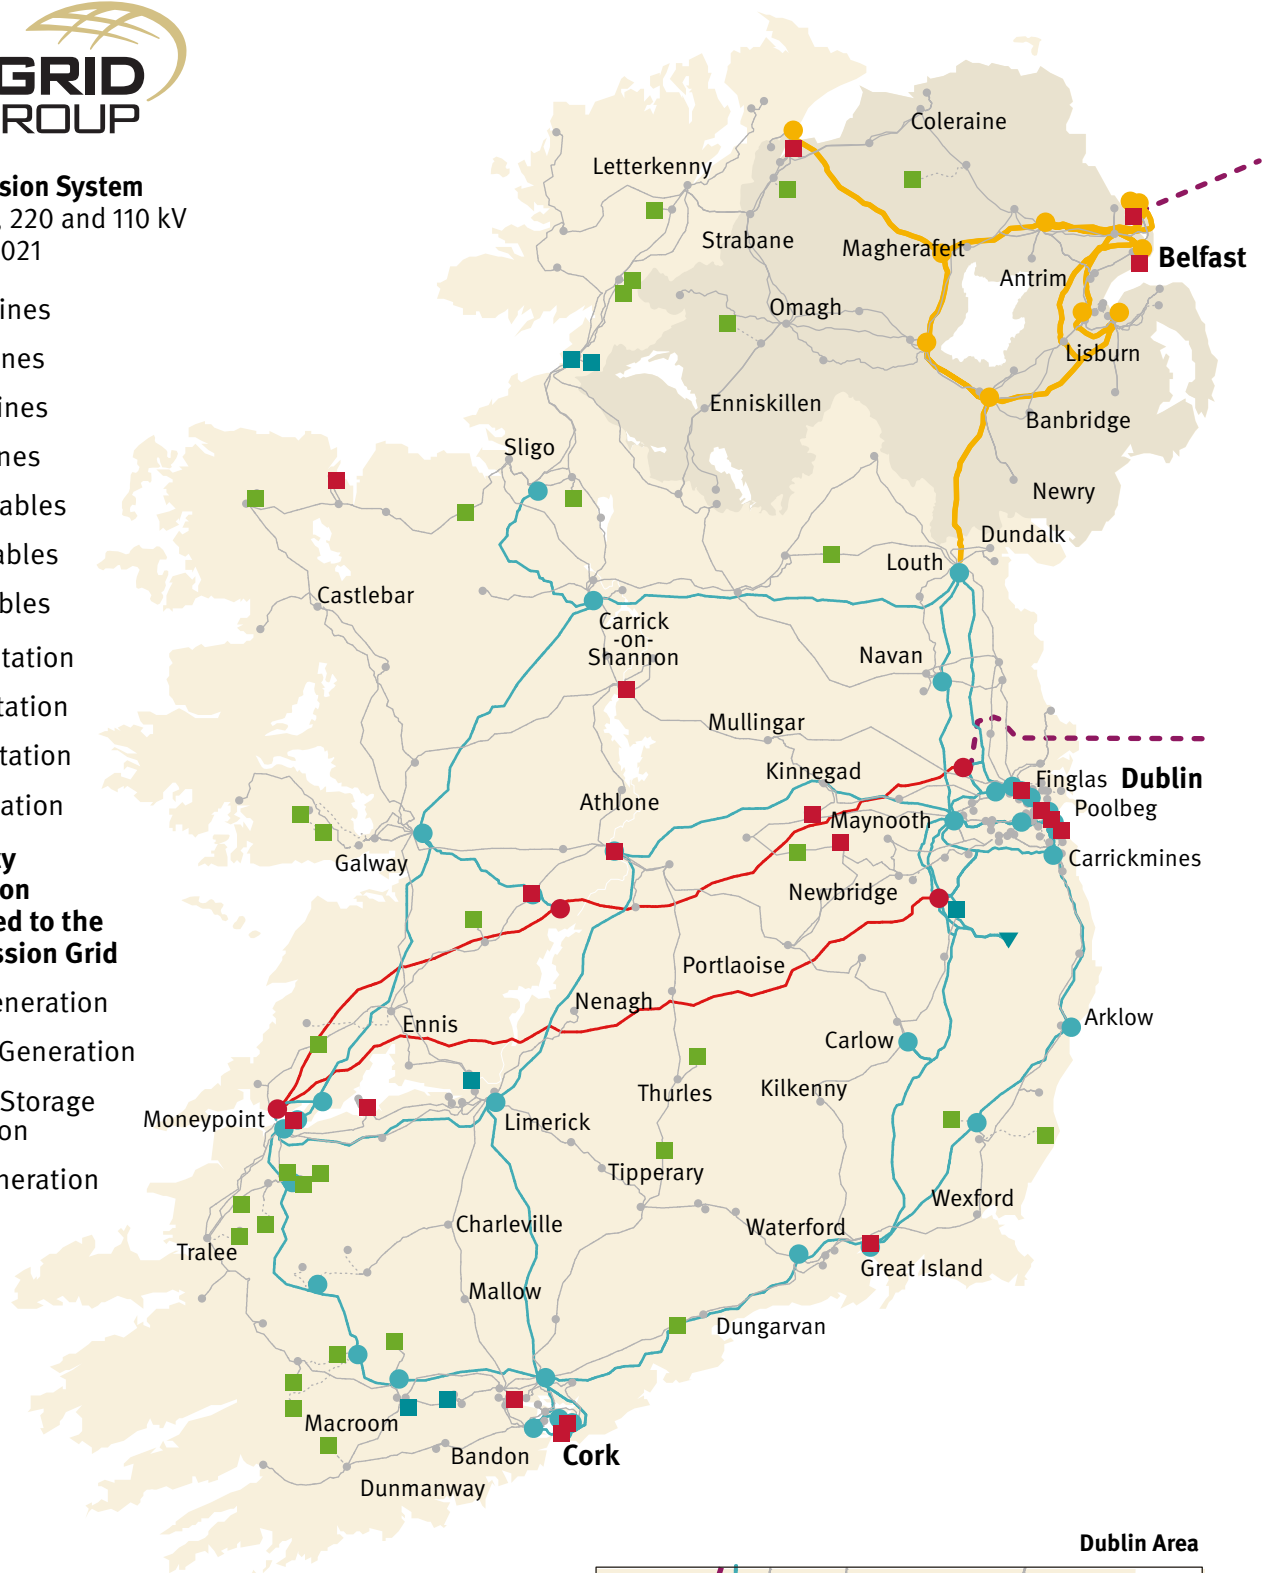 GRID
ROUP
sion System
, 220 and 110 kV
021
ines
nes
ines
nes
ables
ables
bles
tation
tation
tation
ation
ty
on
ed to the
ssion Grid
eneration
Generation
Storage
on
neration
Coleraine
Letterkenny
Strabane
Magherafelt
Belfast
Antrim
Omagh
Lisburn
Enniskillen
Banbridge
Sligo
Newry
Dundalk
Louth
Castlebar
Carrick
-on-
Shannon
Navan
Mullingar
Kinnegad
Finglas
Dublin
Athlone
Maynooth
Poolbeg
Galway
Carrickmines
Newbridge
Portlaoise
Nenagh
Ennis
Arklow
Carlow
Thurles
Kilkenny
Moneypoint
Limerick
Tipperary
Wexford
Charleville
Waterford
Tralee
Great Island
Mallow
Dungarvan
Macroom
Bandon
Cork
Dunmanway
Dublin Area